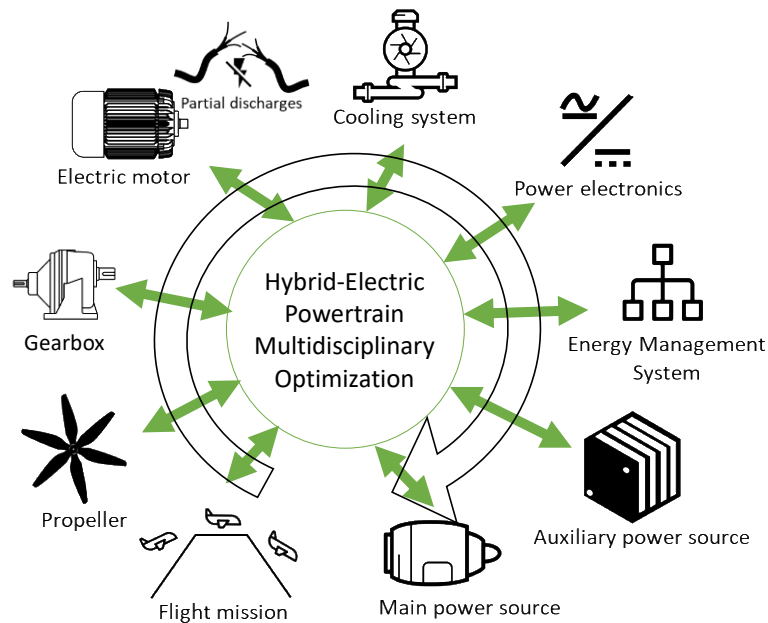 Partial discharges
Cooling system
Electric motor
Power electronics
Hybrid-Electric
Powertrain
Multidisciplinary
Optimization
Gearbox
Energy Management
System
Propeller
Auxiliary power source
Flight mission
Main power source